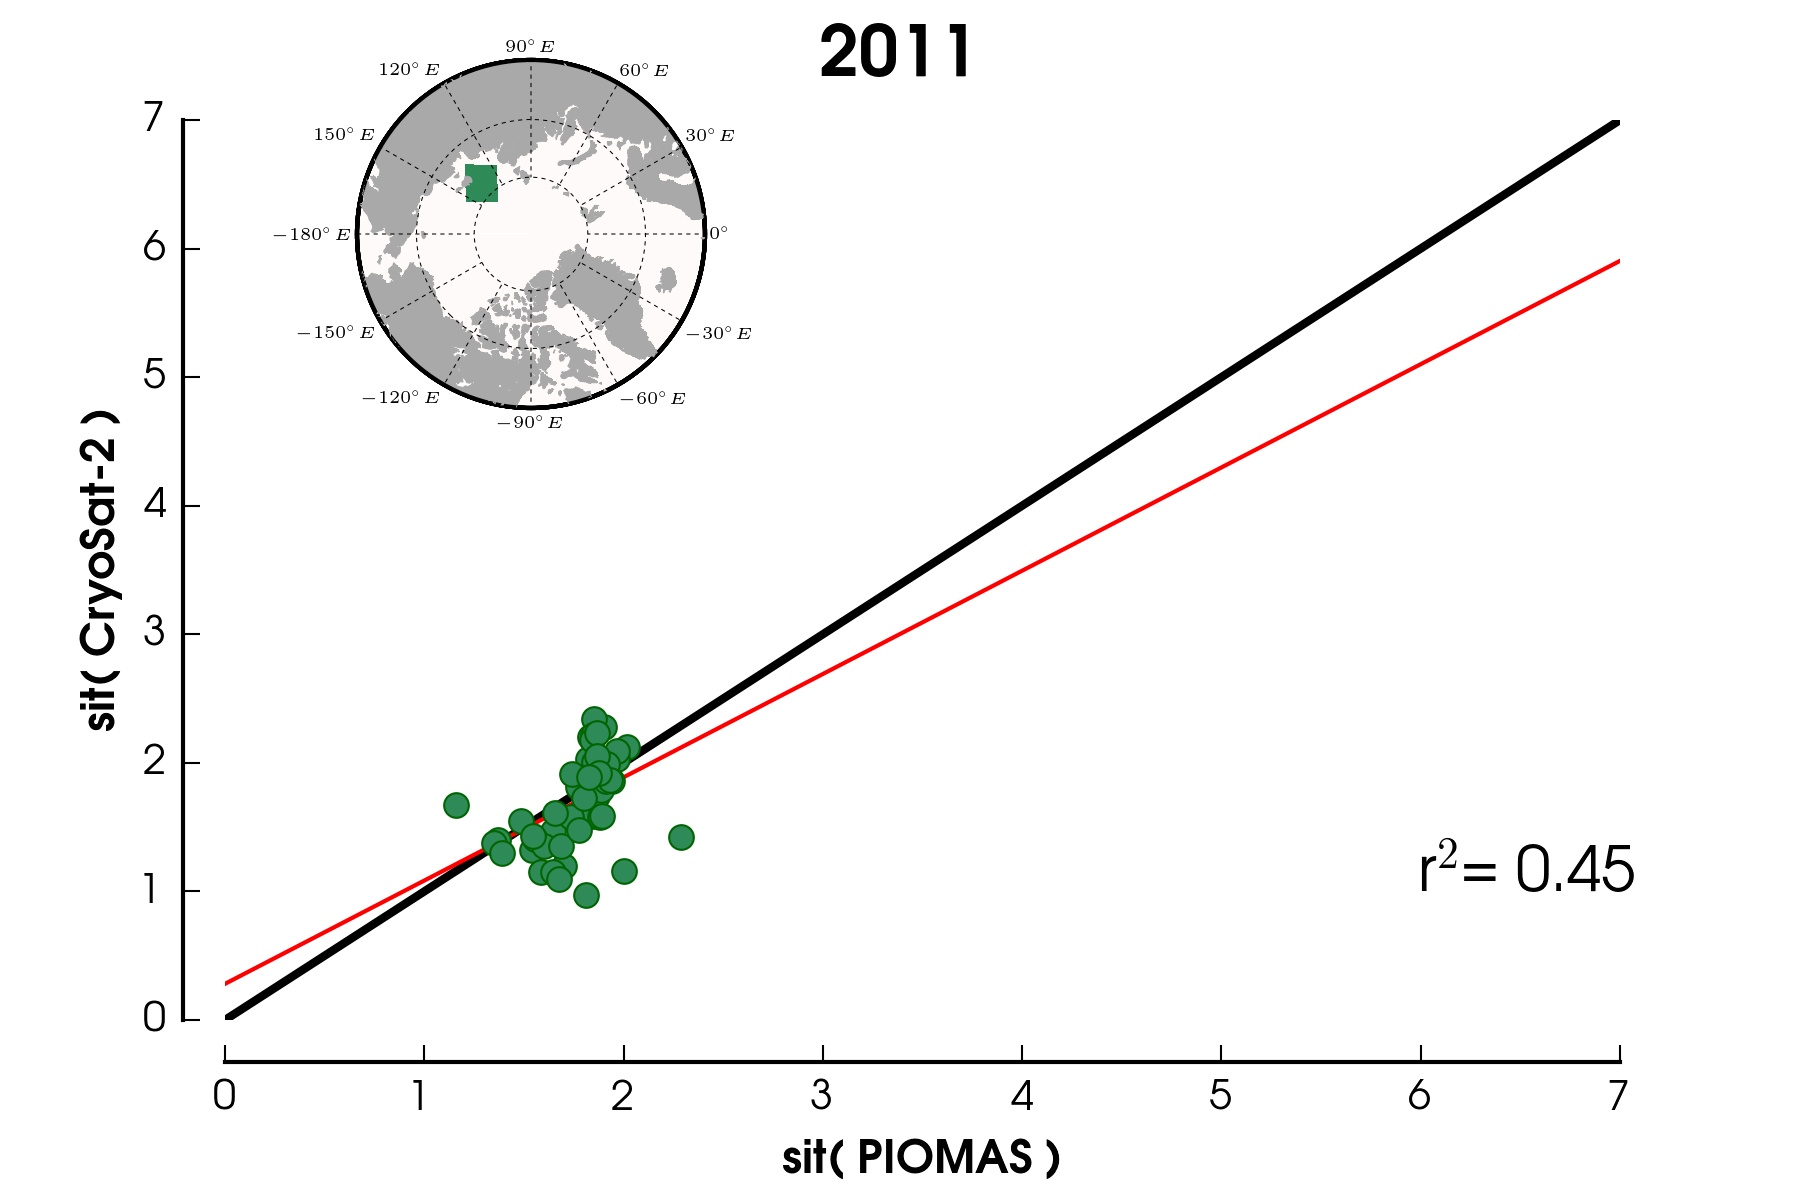 2011
90° E
120° E
60° E
150° E
30° E
−180° E
0°
−150° E
−30° E
−120° E
−60° E
−90° E
7
6
5
4
3
2
1
0
sit( CryoSat-2 )
r²= 0.45
0 1 2 3 4 5 6 7
sit( PIOMAS )